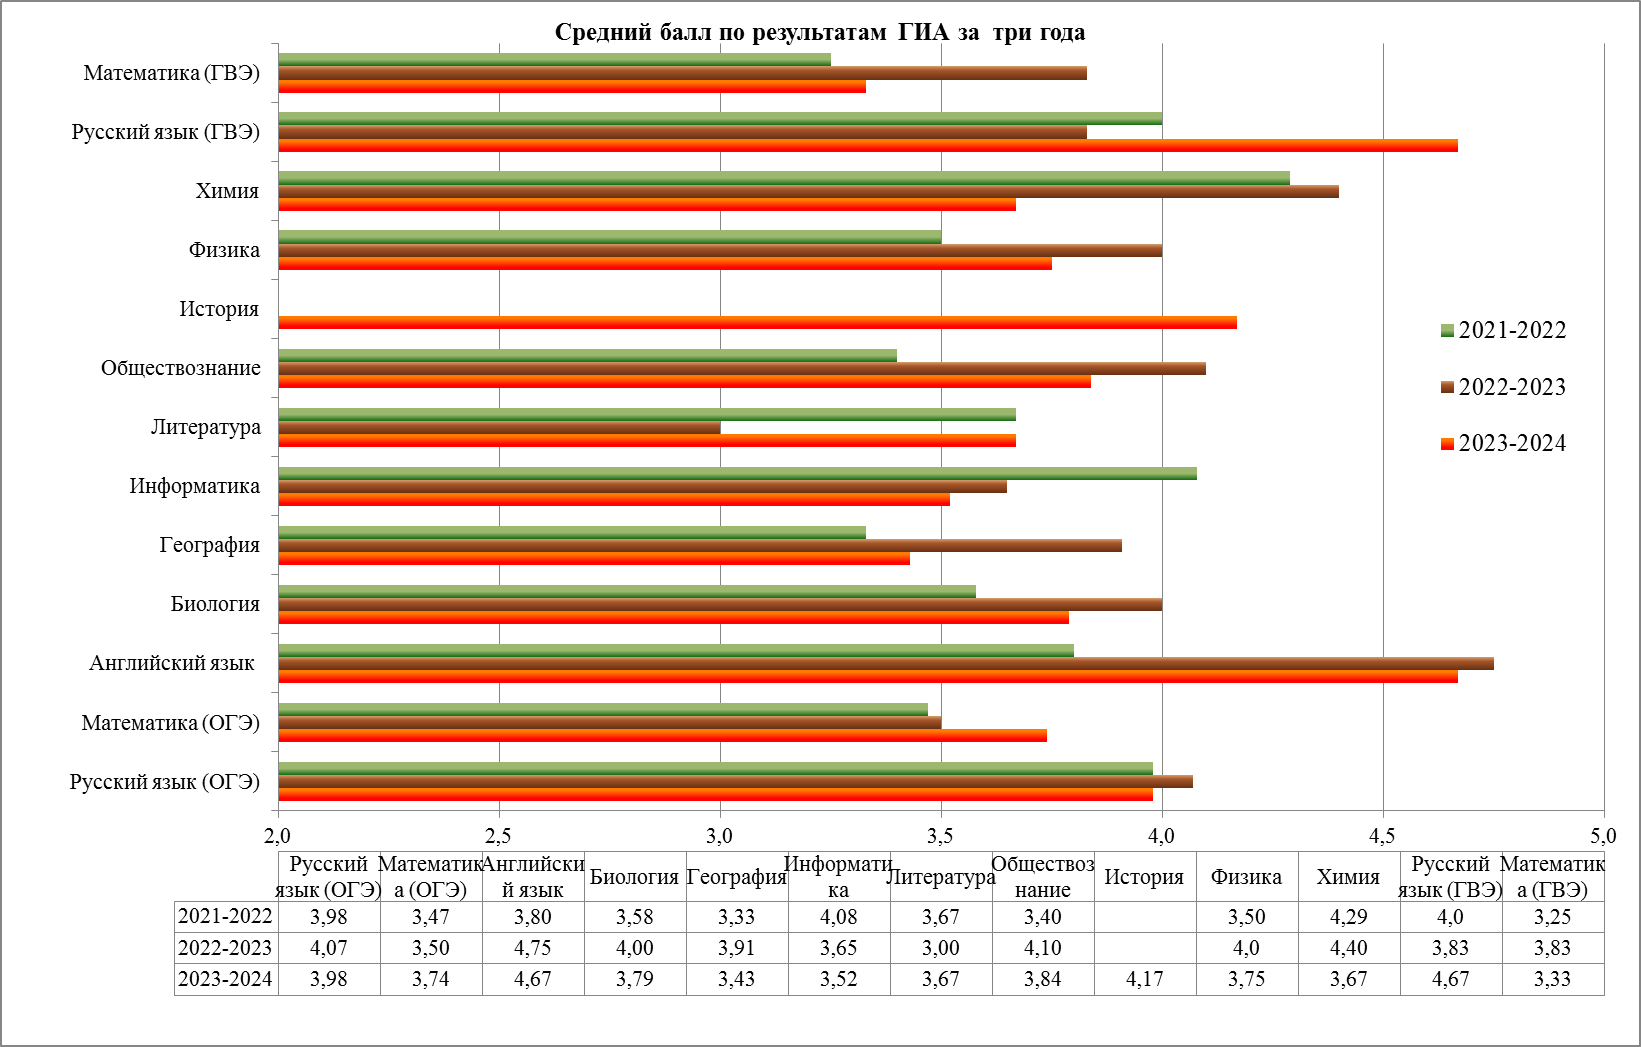 Средний балл по результатам ГИА за три года
Математика (ГВЭ)
Русский язык (ГВЭ)
Химия
Физика
История
Обществознание
Литература
Информатика
География
Биология
Английский язык
Математика (ОГЭ)
Русский язык (ОГЭ)
2021-2022
2022-2023
2023-2024
2,0 2,5 3,0 3,5 4,0 4,5 5,0
Русский Математик Английски Биология География Информати Литература Обществоз История Физика Химия Русский Математик
язык (ОГЭ) а (ОГЭ) й язык ка нание язык (ГВЭ) а (ГВЭ)
2021-2022 3,98 3,47 3,80 3,58 3,33 4,08 3,67 3,40 3,50 4,29 4,0 3,25
2022-2023 4,07 3,50 4,75 4,00 3,91 3,65 3,00 4,10 4,0 4,40 3,83 3,83
2023-2024 3,98 3,74 4,67 3,79 3,43 3,52 3,67 3,84 4,17 3,75 3,67 4,67 3,33